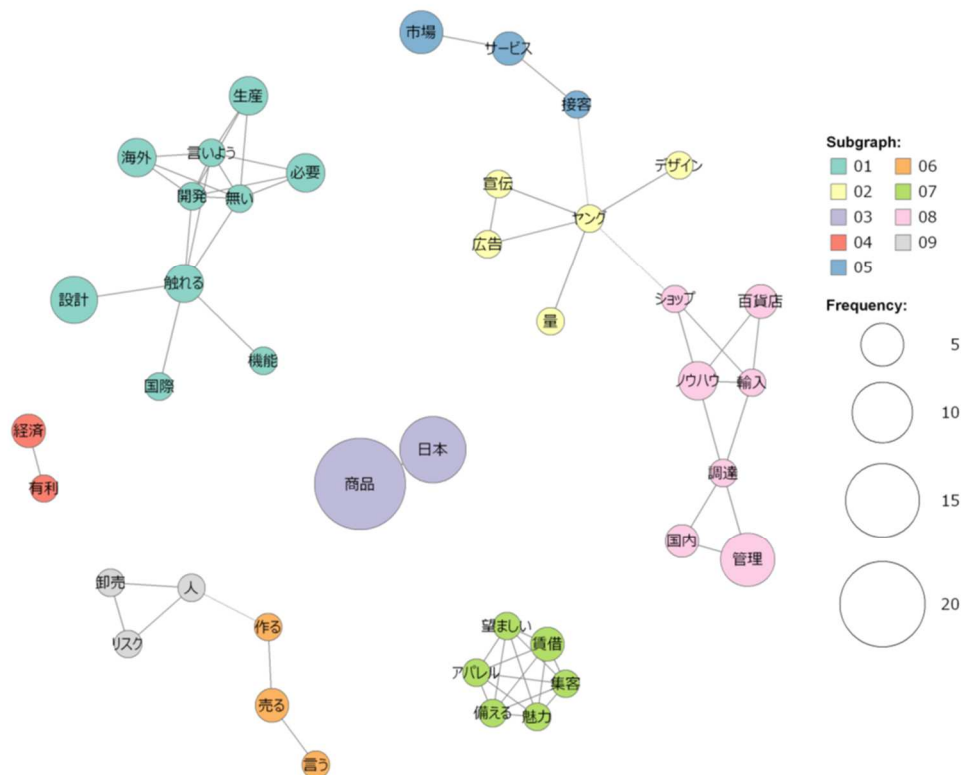 市場
サービス
接客
生産
言いよう
海外
必要
開発
無い
触れる
設計
機能
国際
宣伝
デザイン
ヤング
広告
量
ショップ
百貨店
ノウハウ
輸入
調達
国内
管理
経済
有利
日本
商品
卸売
人
リスク
作る
売る
言う
望ましい
賃借
アパレル
集客
備える
魅力
Subgraph:
01 06
02 07
03 08
04 09
05
Frequency:
5
10
15
20